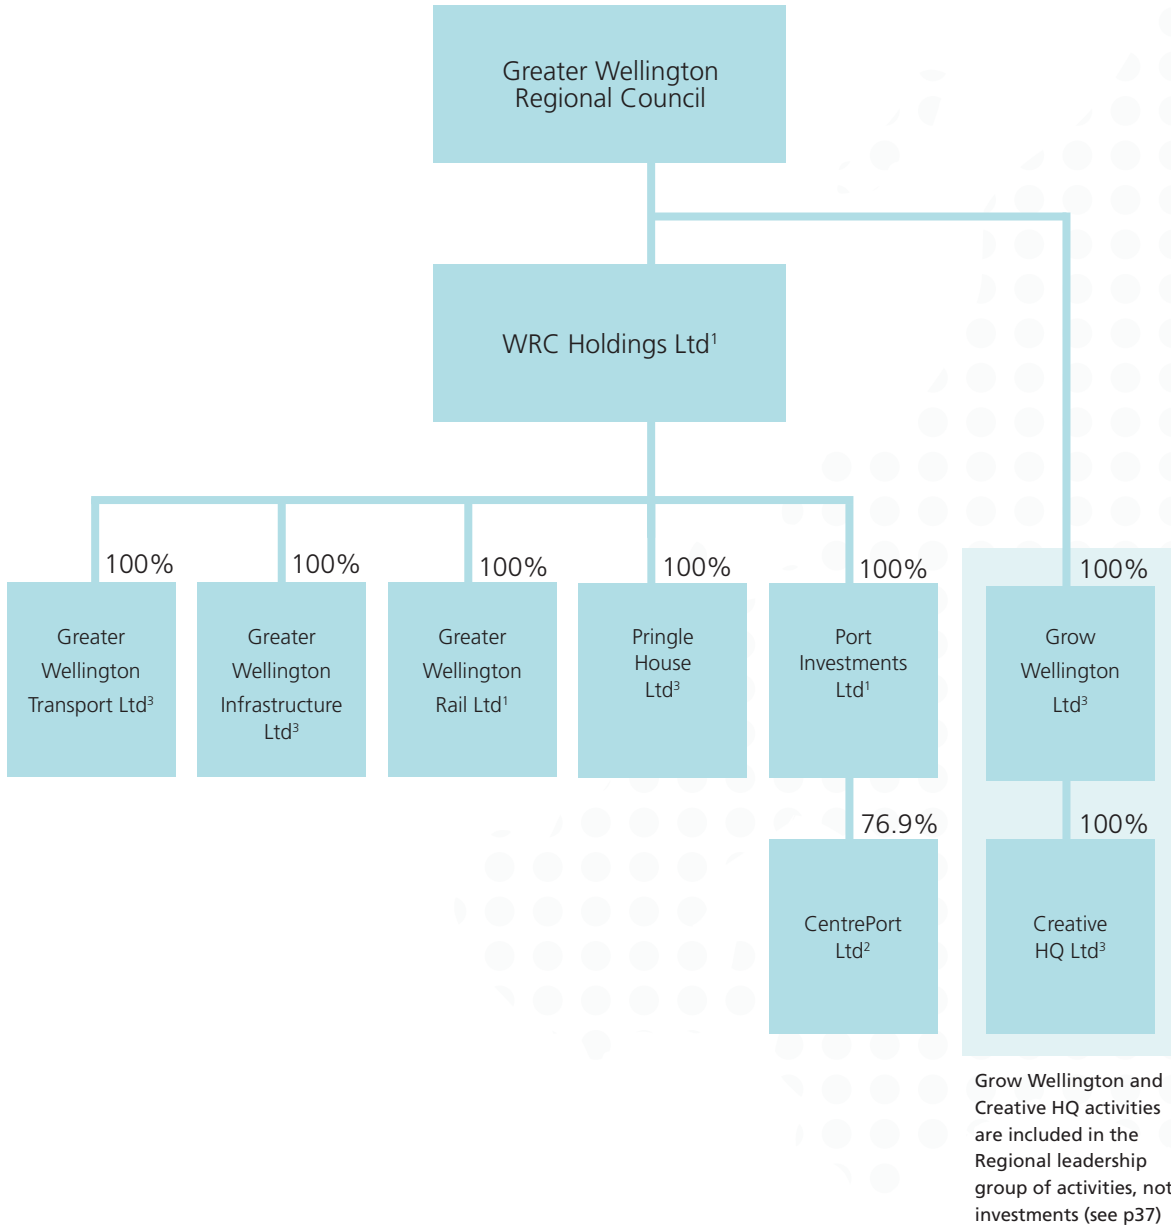 Greater Wellington
Regional Council
WRC Holdings Ltd¹
100%
100%
100%
100%
100%
100%
Greater
Wellington
Transport Ltd³
Greater
Wellington
Infrastructure
Ltd³
Greater
Wellington
Rail Ltd¹
Pringle
House
Ltd³
Port
Investments
Ltd¹
Grow
Wellington
Ltd³
76.9%
100%
CentrePort
Ltd²
Creative
HQ Ltd³
Grow Wellington and
Creative HQ activities
are included in the
Regional leadership
group of activities, not
investments (see p37)